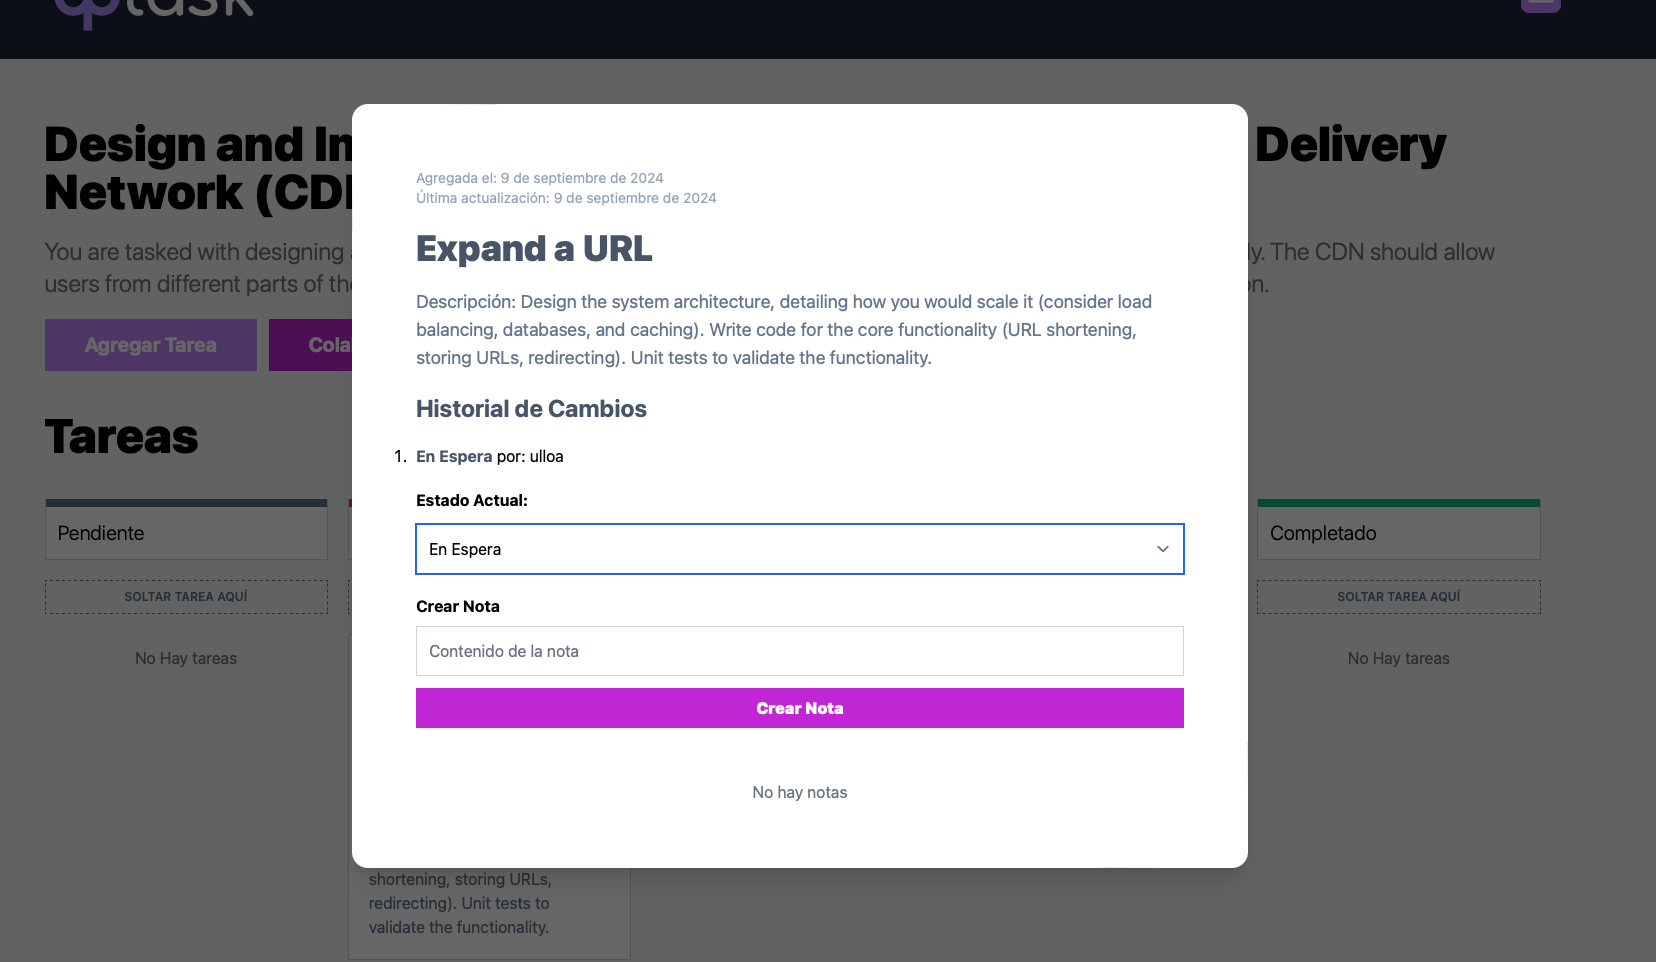 Design and
Delivery
Network
You are tasked with designing
The CDN should allow
users from different parts of
Agregar Tarea
Tareas
Pendiente
SOLTAR TAREA AQUÍ
No Hay tareas
Completado
SOLTAR TAREA AQUÍ
No Hay tareas
Agregada el: 9 de septiembre de 2024
Última actualización: 9 de septiembre de 2024
Expand a URL
Descripción: Design the system architecture, detailing how you would scale it (consider load
balancing, databases, and caching). Write code for the core functionality (URL shortening,
storing URLs, redirecting). Unit tests to validate the functionality.
Historial de Cambios
1. En Espera por: ulloa
Estado Actual:
En Espera
Crear Nota
Contenido de la nota
Crear Nota
No hay notas
shortening, storing URLs,
redirecting). Unit tests to
validate the functionality.